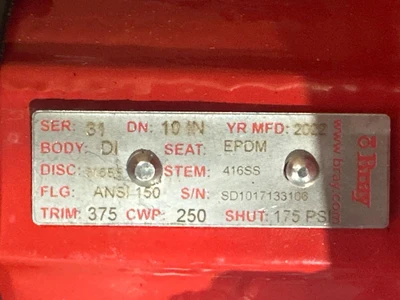 SER: 31 DN: 10 IN YR MFD: 2022
BODY: DI SEAT: EPDM
DISC: STEM: 416SS
FLG: ANSI 150 S/N: SD1017133106
TRIM: 375 CWP: 250 SHUT: 175 PSI
Bray
www.bray.com